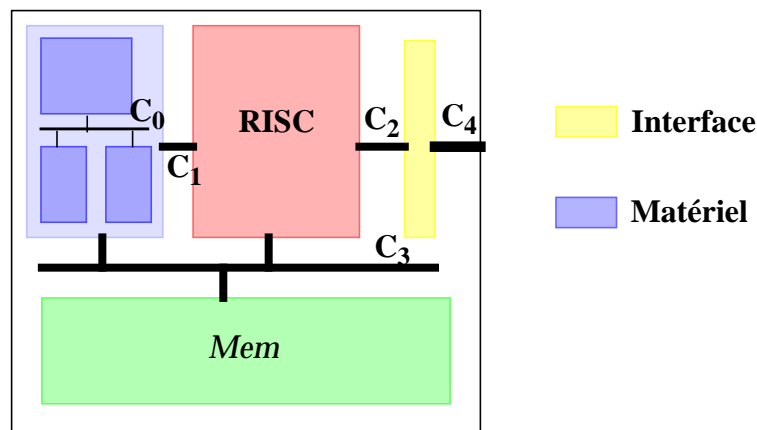 C0
RISC
C2
C4
C1
C3
Mem
Interface
Matériel